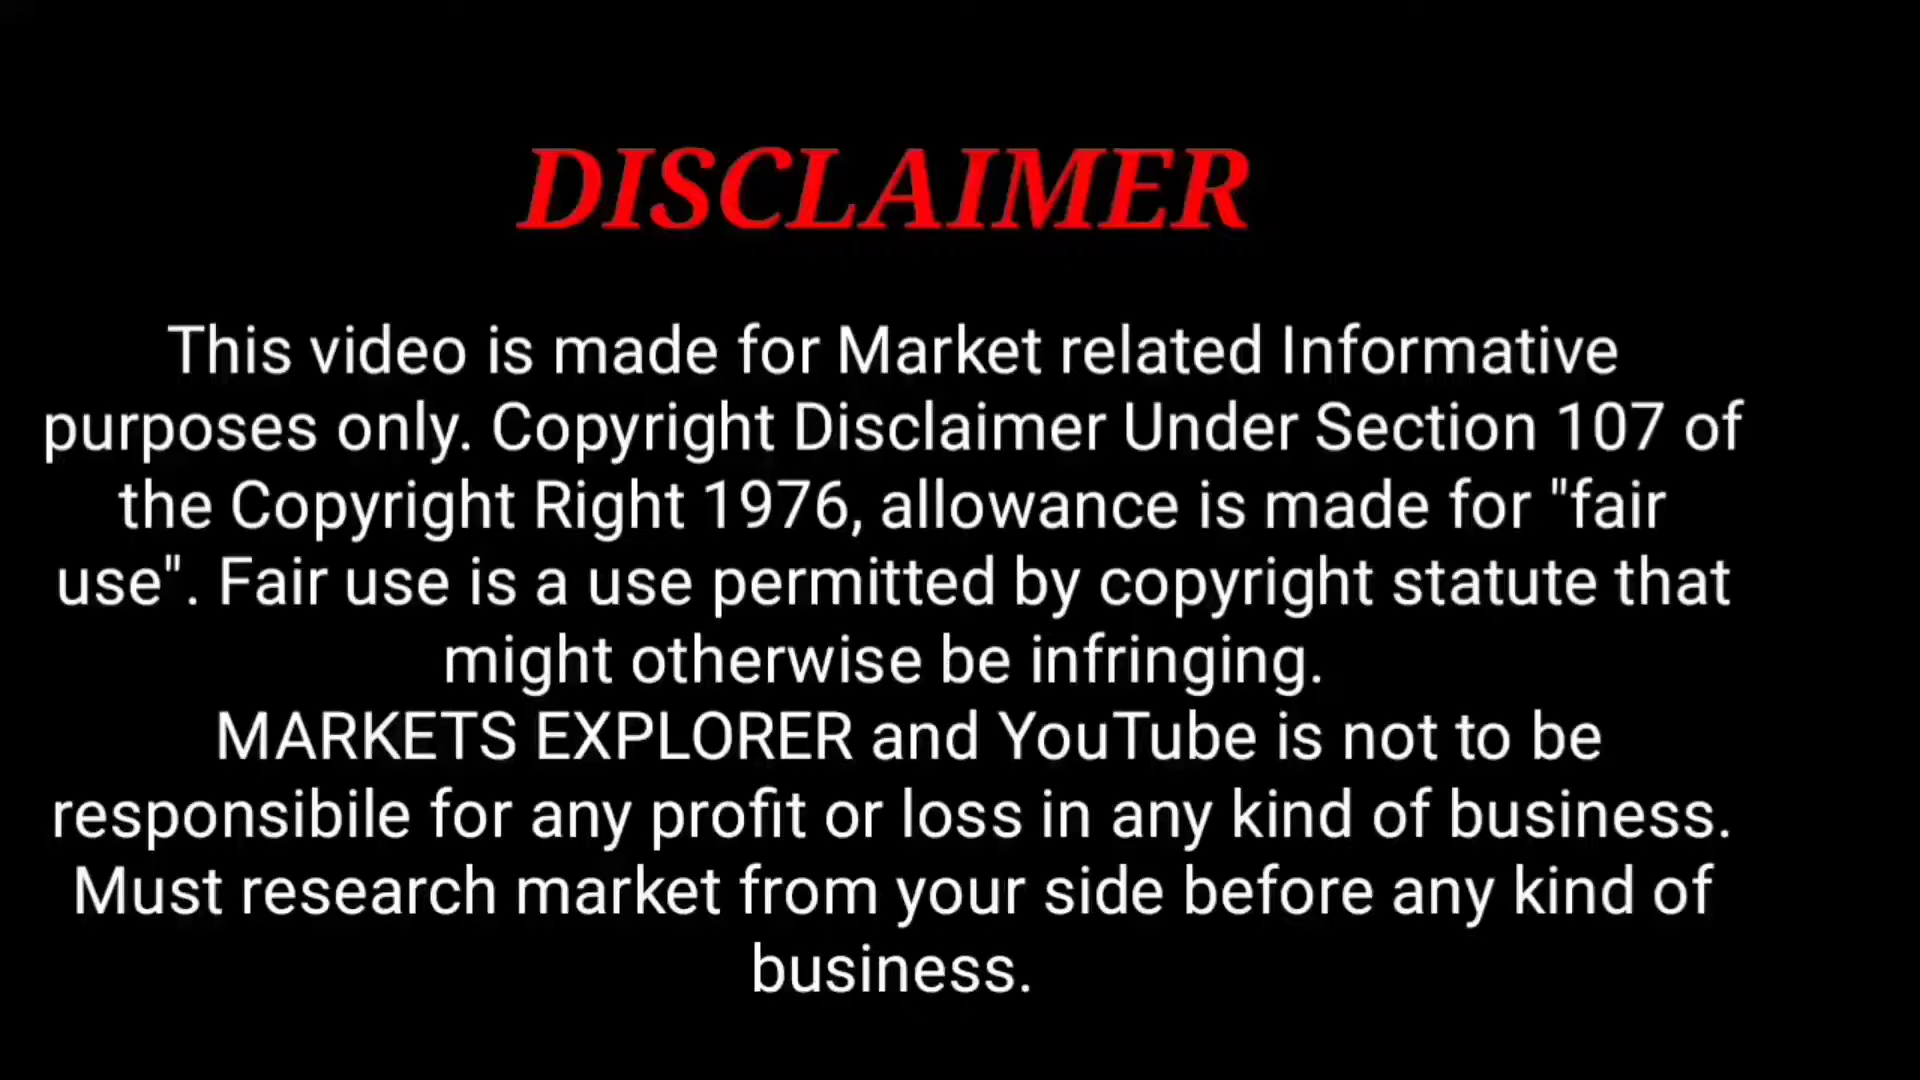 DISCLAIMER
This video is made for Market related Informative
purposes only. Copyright Disclaimer Under Section 107 of
the Copyright Right 1976, allowance is made for "fair
use". Fair use is a use permitted by copyright statute that
might otherwise be infringing.
MARKETS EXPLORER and YouTube is not to be
responsibile for any profit or loss in any kind of business.
Must research market from your side before any kind of
business.